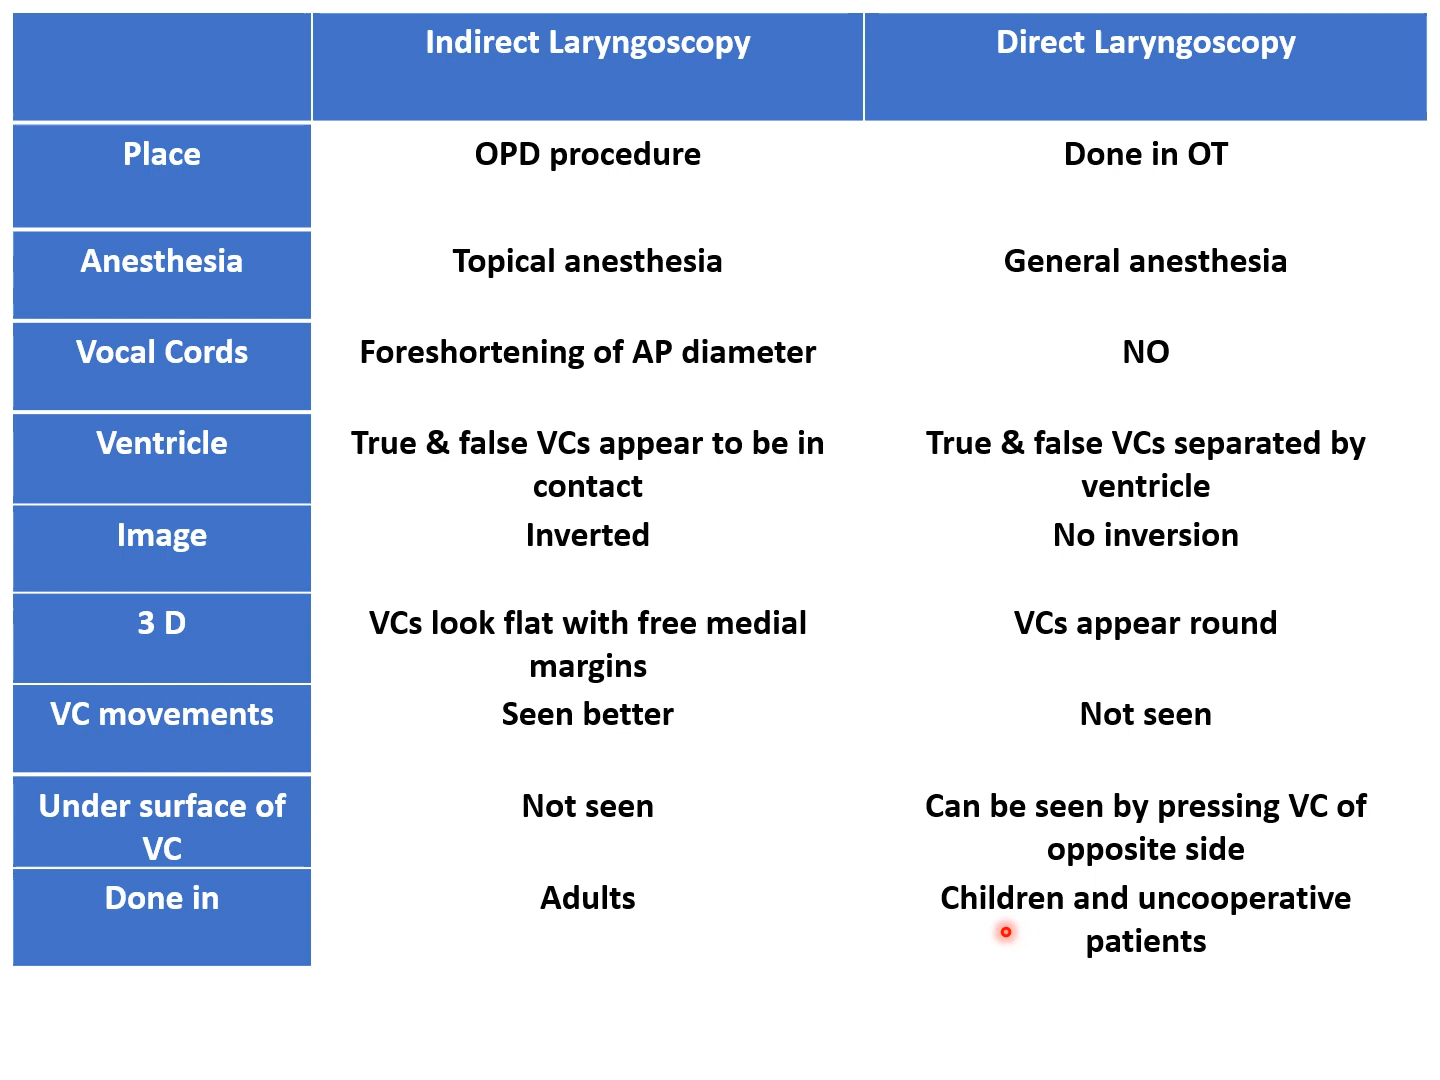 Indirect Laryngoscopy
Direct Laryngoscopy
Place
OPD procedure
Done in OT
Anesthesia
Topical anesthesia
General anesthesia
Vocal Cords
Foreshortening of AP diameter
NO
Ventricle
True & false VCs appear to be in
contact
True & false VCs separated by
ventricle
Image
Inverted
No inversion
3 D
VCs look flat with free medial
margins
VCs appear round
VC movements
Seen better
Not seen
Under surface of
VC
Not seen
Can be seen by pressing VC of
opposite side
Done in
Adults
Children and uncooperative
patients